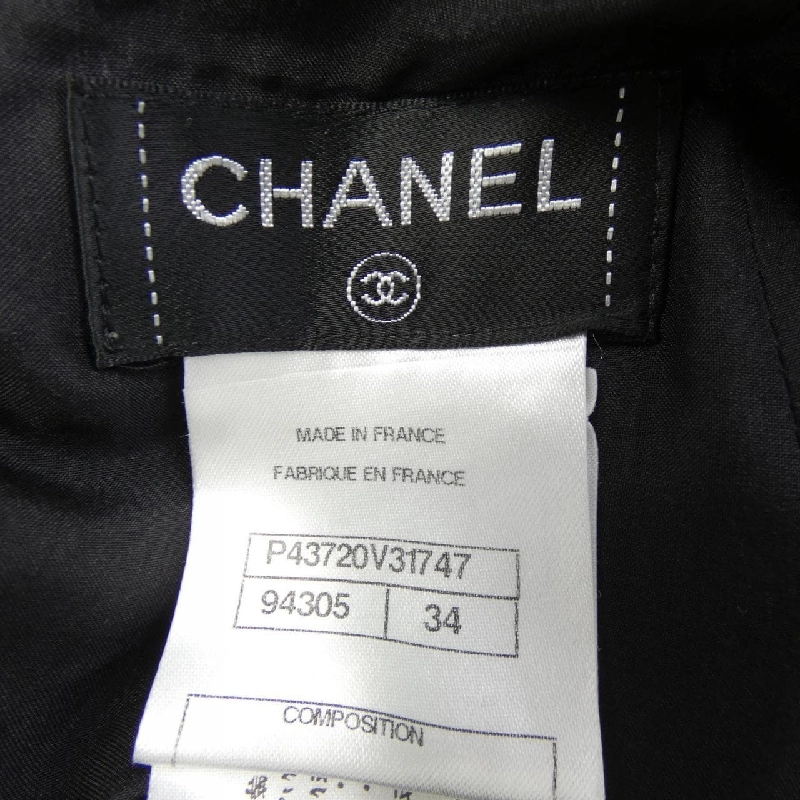 CHANEL
MADE IN FRANCE
FABRIQUE EN FRANCE
P43720V31747
94305 34
COMPOSITION